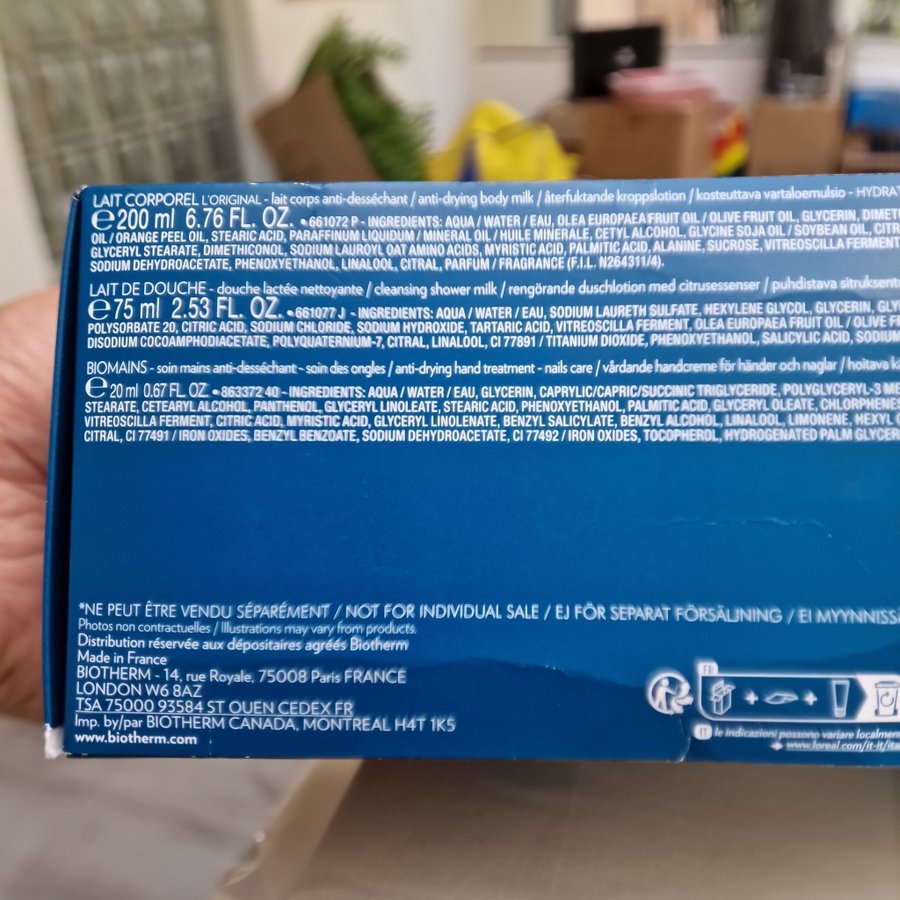 LAIT CORPOREL L'ORIGINAL - lait corps anti-desséchant / anti-drying body milk / återfuktande kroppslotion / kosteuttava vartaloemulsio - HYDRAT
e 200 ml 6.76 FL. OZ. • 661072 P - INGREDIENTS: AQUA / WATER / EAU, OLEA EUROPAEA FRUIT OIL / OLIVE FRUIT OIL, GLYCERIN, DIMET
OIL / ORANGE PEEL OIL, STEARIC ACID, PARAFFINUM LIQUIDUM / MINERAL OIL / HUILE MINERALE, CETYL ALCOHOL, GLYCINE SOJA OIL / SOYBEAN OIL, CITR
GLYCERYL STEARATE, DIMETHICONOL, SODIUM LAUROYL OAT AMINO ACIDS, MYRISTIC ACID, PALMITIC ACID, ALANINE, SUCROSE, VITREOSCILLA FERMENT
SODIUM DEHYDROACETATE, PHENOXYETHANOL, LINALOOL, CITRAL, PARFUM / FRAGRANCE (F.I.L. N264311/4).
LAIT DE DOUCHE - douche lactée nettoyante / cleansing shower milk / rengörande duschlotion med citrusessenser / puhdistava sitruksent
e 75 ml 2.53 FL. OZ. • 661077 J - INGREDIENTS: AQUA / WATER / EAU, SODIUM LAURETH SULFATE, HEXYLENE GLYCOL, GLYCERIN, GLY
POLYSORBATE 20, CITRIC ACID, SODIUM CHLORIDE, SODIUM HYDROXIDE, TARTARIC ACID, VITREOSCILLA FERMENT, OLEA EUROPAEA FRUIT OIL / OLIVE FR
DISODIUM COCOAMPHODIACETATE, POLYQUATERNIUM-7, CITRAL, LINALOOL, CI 77891 / TITANIUM DIOXIDE, PHENOXYETHANOL, SALICYLIC ACID, SODIUM
BIOMAINS - soin mains anti-desséchant - soin des ongles / anti-drying hand treatment - nails care / vårdande handcreme för händer och naglar / hoitava k
e 20 ml 0.67 FL. OZ. • 863372 40 - INGREDIENTS: AQUA / WATER / EAU, GLYCERIN, CAPRYLIC/CAPRIC/SUCCINIC TRIGLYCERIDE, POLYGLYCERYL-3 ME
STEARATE, CETEARYL ALCOHOL, PANTHENOL, GLYCERYL LINOLEATE, STEARIC ACID, PHENOXYETHANOL, PALMITIC ACID, GLYCERYL OLEATE, CHLORPHENES
VITREOSCILLA FERMENT, CITRIC ACID, MYRISTIC ACID, GLYCERYL LINOLENATE, BENZYL SALICYLATE, BENZYL ALCOHOL, LINALOOL, LIMONENE, HEXYL C
CITRAL, CI 77491 / IRON OXIDES, BENZYL BENZOATE, SODIUM DEHYDROACETATE, CI 77492 / IRON OXIDES, TOCOPHEROL, HYDROGENATED PALM GLYCER
*NE PEUT ÊTRE VENDU SÉPARÉMENT / NOT FOR INDIVIDUAL SALE / EJ FÖR SEPARAT FÖRSÄLJNING / EI MYYNNISSÄ
Photos non contractuelles / Illustrations may vary from products.
Distribution réservée aux dépositaires agréés Biotherm
Made in France
BIOTHERM - 14, rue Royale, 75008 Paris FRANCE
LONDON W6 8AZ
TSA 75000 93584 ST OUEN CEDEX FR
Imp. by/par BIOTHERM CANADA, MONTREAL H4T 1K5
www.biotherm.com
FR
+ +
IT le indicazioni possono variare localmen
www.loreal.com/it-it/ita